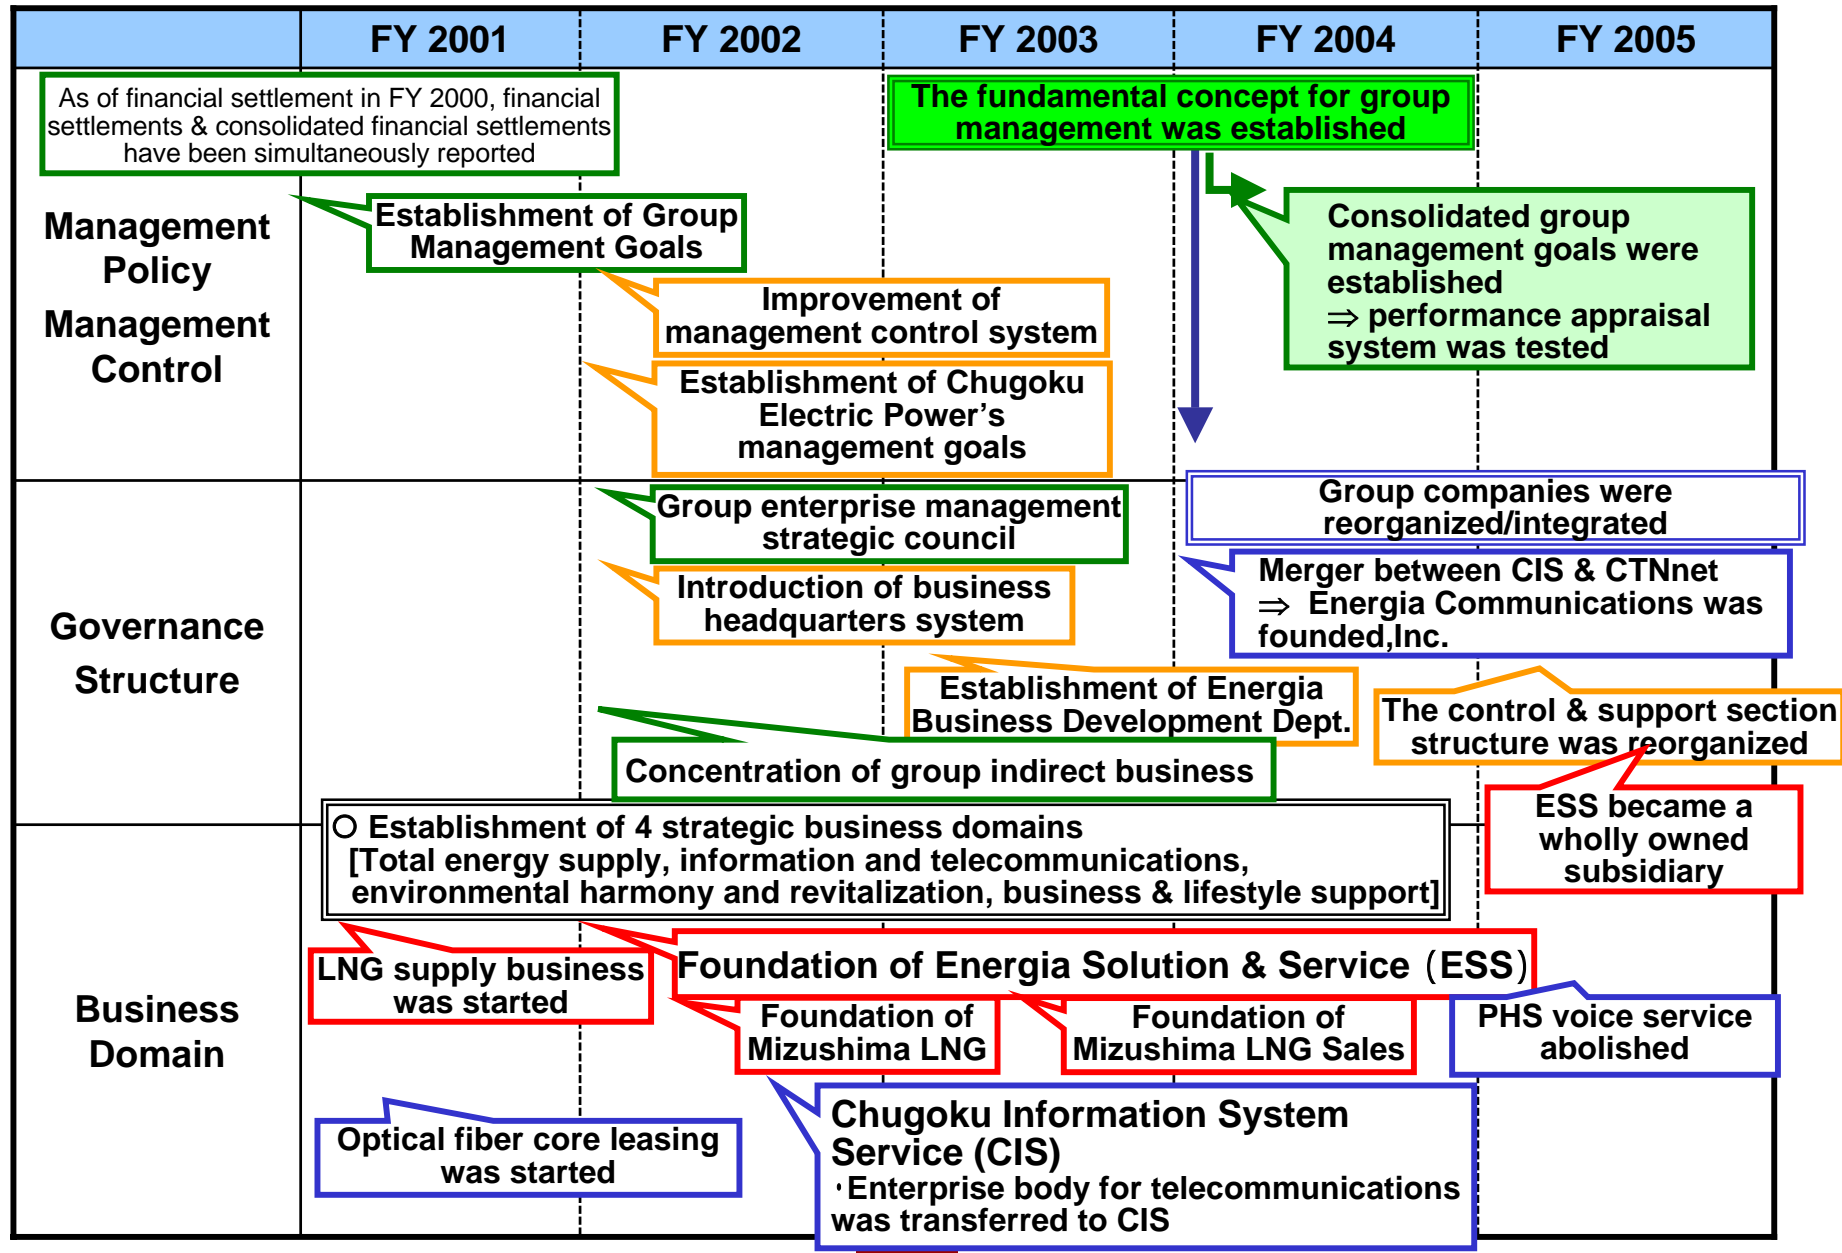 FY 2001
FY 2002
FY 2003
FY 2004
FY 2005
As of financial settlement in FY 2000, financial
settlements & consolidated financial settlements
have been simultaneously reported
The fundamental concept for group
management was established
Management
Policy
Management
Control
Establishment of Group
Management Goals
Consolidated group
management goals were
established
⇒ performance appraisal
system was tested
Improvement of
management control system
Establishment of Chugoku
Electric Power’s
management goals
Governance
Structure
Group enterprise management
strategic council
Group companies were
reorganized/integrated
Introduction of business
headquarters system
Merger between CIS & CTNnet
⇒ Energia Communications was
founded,Inc.
Establishment of Energia
Business Development Dept.
The control & support section
structure was reorganized
Concentration of group indirect business
ESS became a
wholly owned
subsidiary
Business
Domain
○ Establishment of 4 strategic business domains
[Total energy supply, information and telecommunications,
environmental harmony and revitalization, business & lifestyle support]
LNG supply business
was started
Foundation of Energia Solution & Service (ESS)
Foundation of
Mizushima LNG
Foundation of
Mizushima LNG Sales
PHS voice service
abolished
Optical fiber core leasing
was started
Chugoku Information System
Service (CIS)
・Enterprise body for telecommunications
was transferred to CIS